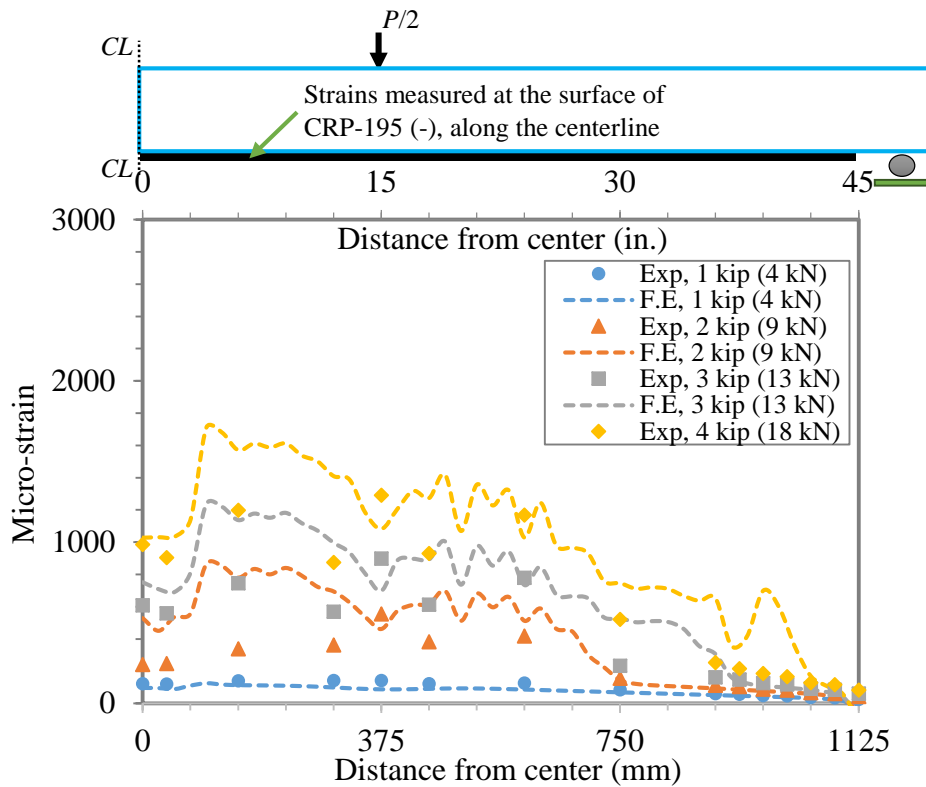 P/2
CL
Strains measured at the surface of
CRP-195 (-), along the centerline
CL
0 15 30 45
Distance from center (in.)
3000
2000
1000
0
Micro-strain
Exp, 1 kip (4 kN)
F.E, 1 kip (4 kN)
Exp, 2 kip (9 kN)
F.E, 2 kip (9 kN)
Exp, 3 kip (13 kN)
F.E, 3 kip (13 kN)
Exp, 4 kip (18 kN)
0 375 750 1125
Distance from center (mm)